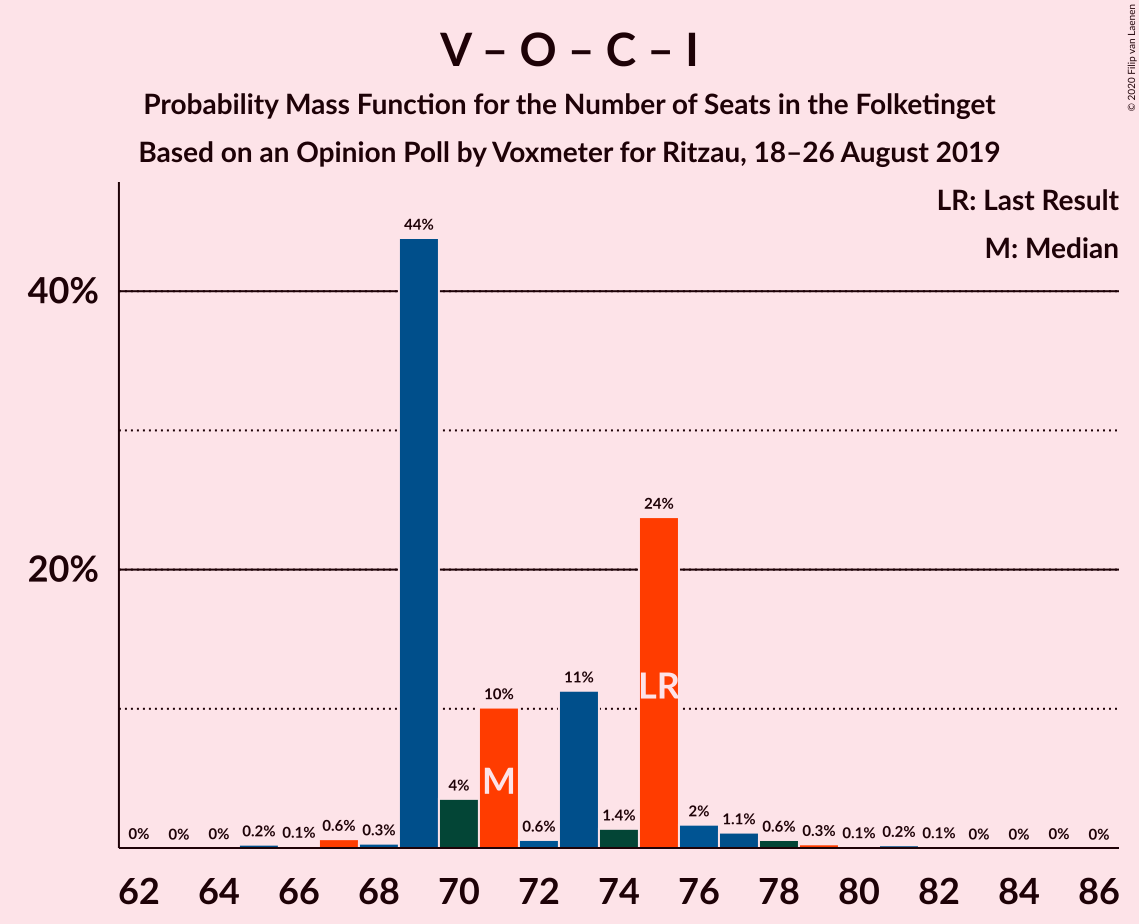 V – O – C – I
Probability Mass Function for the Number of Seats in the Folketinget
Based on an Opinion Poll by Voxmeter for Ritzau, 18–26 August 2019
© 2020 Filip van Laenen
LR: Last Result
M: Median
40%
20%
0% 0% 0% 0.2% 0.1% 0.6% 0.3% 44% 4% 10% 0.6% 11% 1.4% 24% 2% 1.1% 0.6% 0.3% 0.1% 0.2% 0.1% 0% 0% 0% 0%
M
LR
62 64 66 68 70 72 74 76 78 80 82 84 86